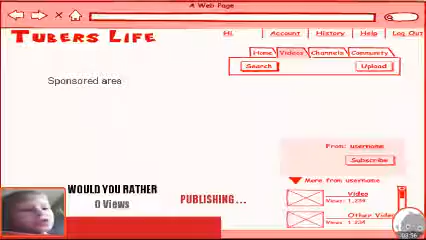 A Web Page
TUBERS LIFE
Hi, Account History Help Log Out
Home Videos Channels Community
Search Upload
Sponsored area
From: username
Subscribe
More from username
Video
Views: 1,234
Other Video
Views: 1,234
WOULD YOU RATHER
0 Views
PUBLISHING...